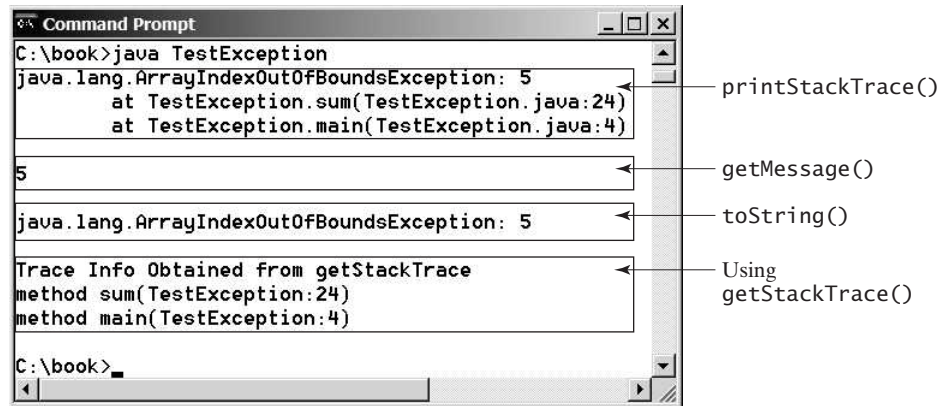 Command Prompt
C:\book>java TestException
java.lang.ArrayIndexOutOfBoundsException: 5
at TestException.sum(TestException.java:24)
at TestException.main(TestException.java:4)
printStackTrace()
5
getMessage()
java.lang.ArrayIndexOutOfBoundsException: 5
toString()
Trace Info Obtained from getStackTrace
method sum(TestException:24)
method main(TestException:4)
Using
getStackTrace()
C:\book>